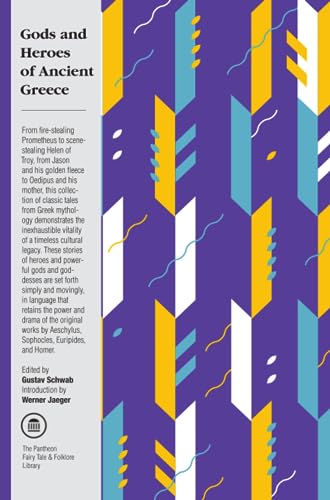 Gods and
Heroes
of Ancient
Greece
From fire-stealing
Prometheus to scene-
stealing Helen of
Troy, from Jason
and his golden fleece
to Oedipus and his
mother, this collec-
tion of classic tales
from Greek mythol-
ogy demonstrates the
inexhaustible vitality
of a timeless cultural
legacy. These stories
of heroes and power-
ful gods and god-
desses are set forth
simply and movingly,
in language that
retains the power and
drama of the original
works by Aeschylus,
Sophocles, Euripides,
and Homer.
Edited by
Gustav Schwab
Introduction by
Werner Jaeger
The Pantheon
Fairy Tale & Folklore
Library